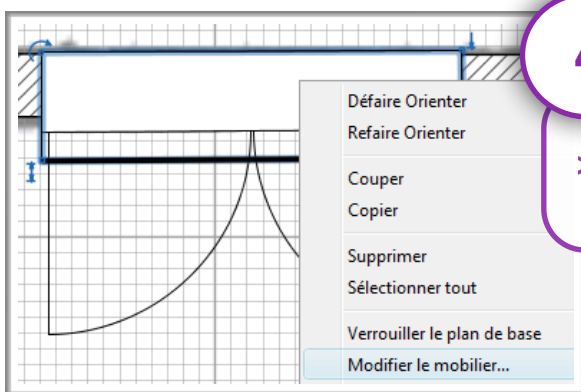 Défaire Orienter
Refaire Orienter
Couper
Copier
Supprimer
Sélectionner tout
Verrouiller le plan de base
Modifier le mobilier...